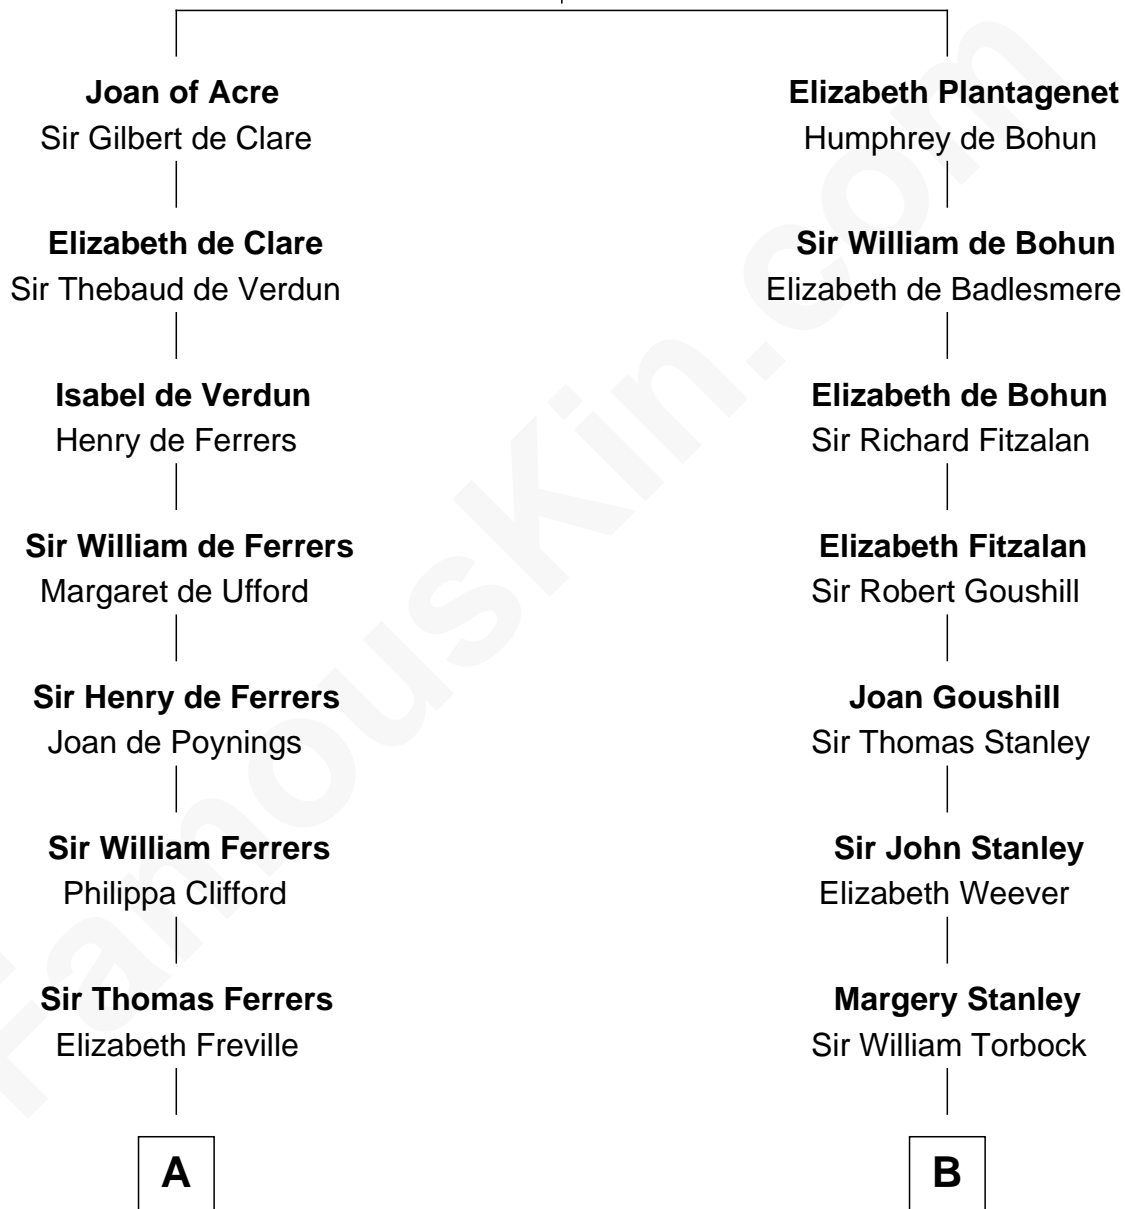 Joan of Acre
Sir Gilbert de Clare
Elizabeth de Clare
Sir Thebaud de Verdun
Isabel de Verdun
Henry de Ferrers
Sir William de Ferrers
Margaret de Ufford
Sir Henry de Ferrers
Joan de Poynings
Sir William Ferrers
Philippa Clifford
Sir Thomas Ferrers
Elizabeth Freville
A
Elizabeth Plantagenet
Humphrey de Bohun
Sir William de Bohun
Elizabeth de Badlesmere
Elizabeth de Bohun
Sir Richard Fitzalan
Elizabeth Fitzalan
Sir Robert Goushill
Joan Goushill
Sir Thomas Stanley
Sir John Stanley
Elizabeth Weever
Margery Stanley
Sir William Torbock
B
FamousKin.com